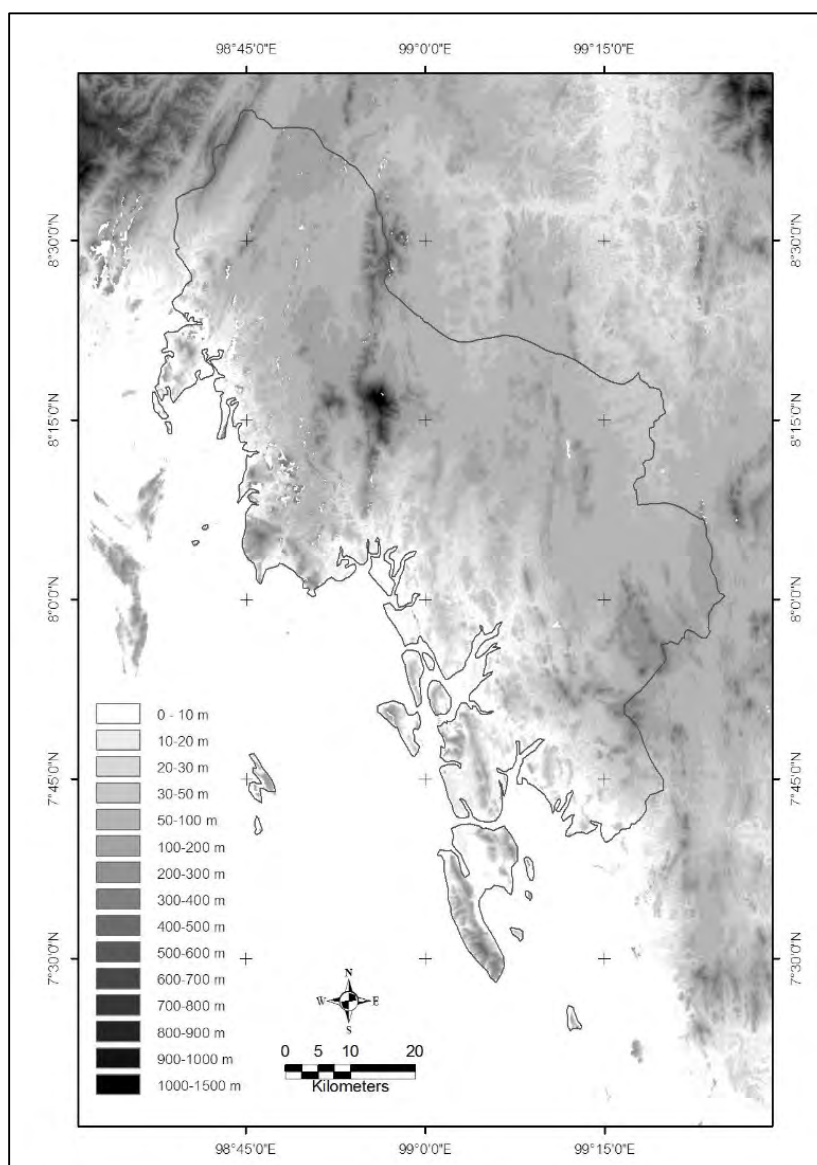 98°45'0"E 99°0'0"E 99°15'0"E
8°30'0"N 8°30'0"N
8°15'0"N 8°15'0"N
8°0'0"N 8°0'0"N
7°45'0"N 7°45'0"N
7°30'0"N 7°30'0"N
0 - 10 m
10-20 m
20-30 m
30-50 m
50-100 m
100-200 m
200-300 m
300-400 m
400-500 m
500-600 m
600-700 m
700-800 m
800-900 m
900-1000 m
1000-1500 m
N
W E
S
0 5 10 20
Kilometers
98°45'0"E 99°0'0"E 99°15'0"E